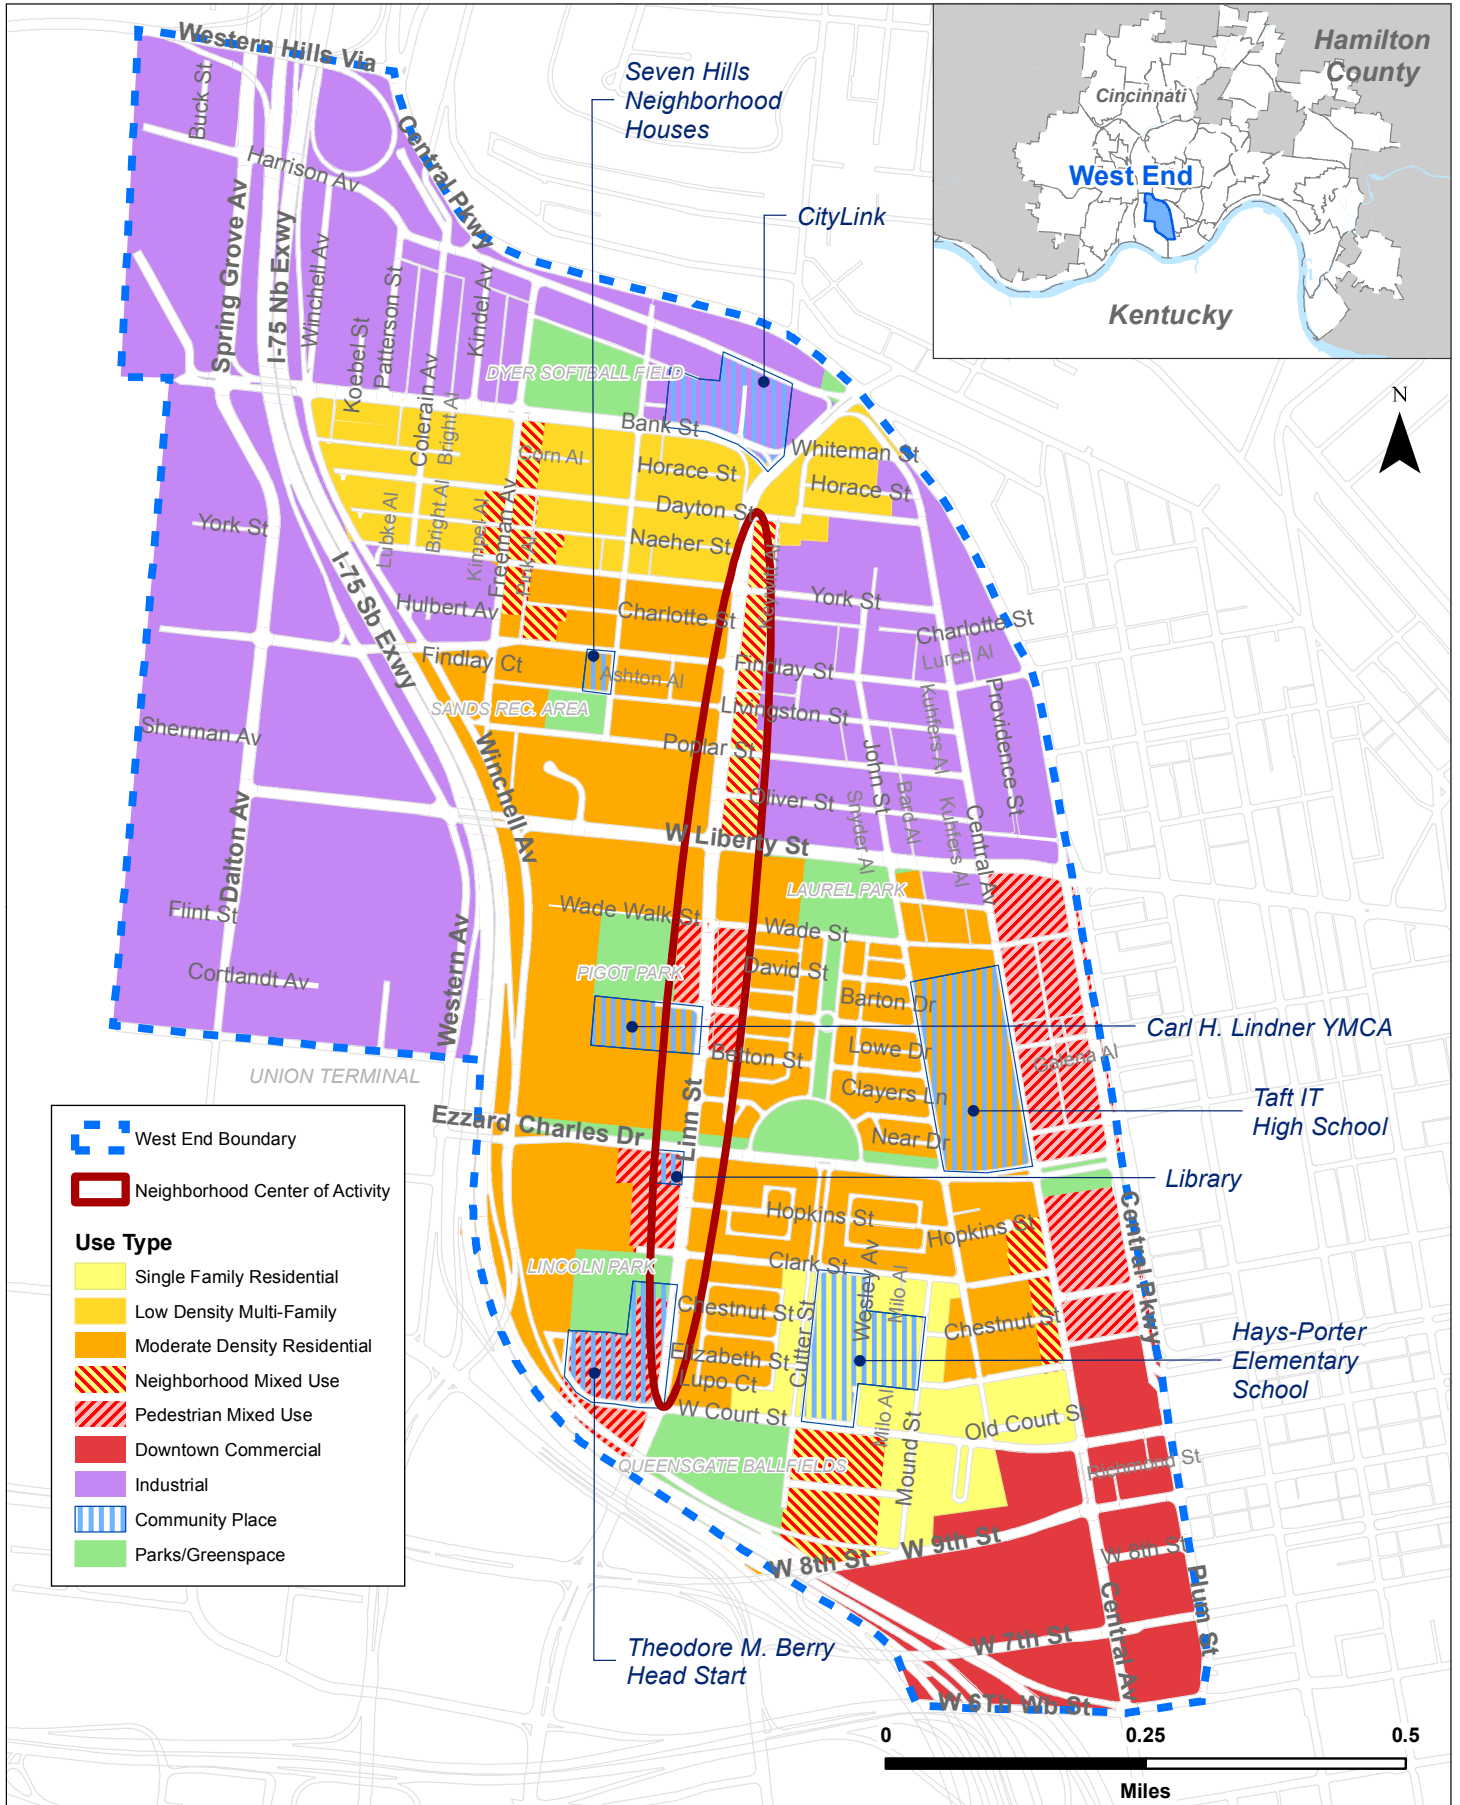 Western Hills Via
Buck St
Harrison Av
Central Pkwy
Spring Grove Av
I-75 Nb Exwy
Winchell Av
Koebel St
Patterson St
Colerain Av
Bright Al
Kindel Av
Seven Hills
Neighborhood
Houses
CityLink
Hamilton
County
Cincinnati
West End
Kentucky
N
DYER SOFTBALL FIELD
Bank St
Corn Al
Horace St
Whiteman St
Horace St
Dayton St
Naeher St
York St
Lubke Al
Bright Al
Kimpel Al
Freeman Av
Pink Al
Keywill Al
I-75 Sb Exwy
Hulbert Av
Charlotte St
York St
Charlotte St
Lurch Al
Findlay Ct
Ashton Al
Findlay St
SANDS REC. AREA
Livingston St
Kuhfers Al
Providence St
Sherman Av
Winchell Av
Poplar St
John St
Oliver St
Snyder Al
Bard Al
Kuhfers Al
Central Av
W Liberty St
Dalton Av
Flint St
LAUREL PARK
Wade Walk St
Wade St
Cortlandt Av
Western Av
PIGOT PARK
David St
Barton Dr
Carl H. Lindner YMCA
Betton St
Lowe Dr
Galena Al
UNION TERMINAL
Linn St
Clayers Ln
Taft IT
High School
Ezzard Charles Dr
Near Dr
Library
Hopkins St
Hopkins St
Central Pkwy
LINCOLN PARK
Clark St
Wesley Av
Milo Al
Chestnut St
Cutter St
Chestnut St
Hays-Porter
Elementary
School
Elizabeth St
Lupo Ct
W Court St
Milo Al
Mound St
Old Court St
QUEENSGATE BALLFIELDS
Richmond St
W 8th St
W 9th St
W 8th St
Plum St
Central Av
W 7th St
W 6Th Wb St
Theodore M. Berry
Head Start
West End Boundary
Neighborhood Center of Activity
Use Type
Single Family Residential
Low Density Multi-Family
Moderate Density Residential
Neighborhood Mixed Use
Pedestrian Mixed Use
Downtown Commercial
Industrial
Community Place
Parks/Greenspace
0 0.25 0.5
Miles